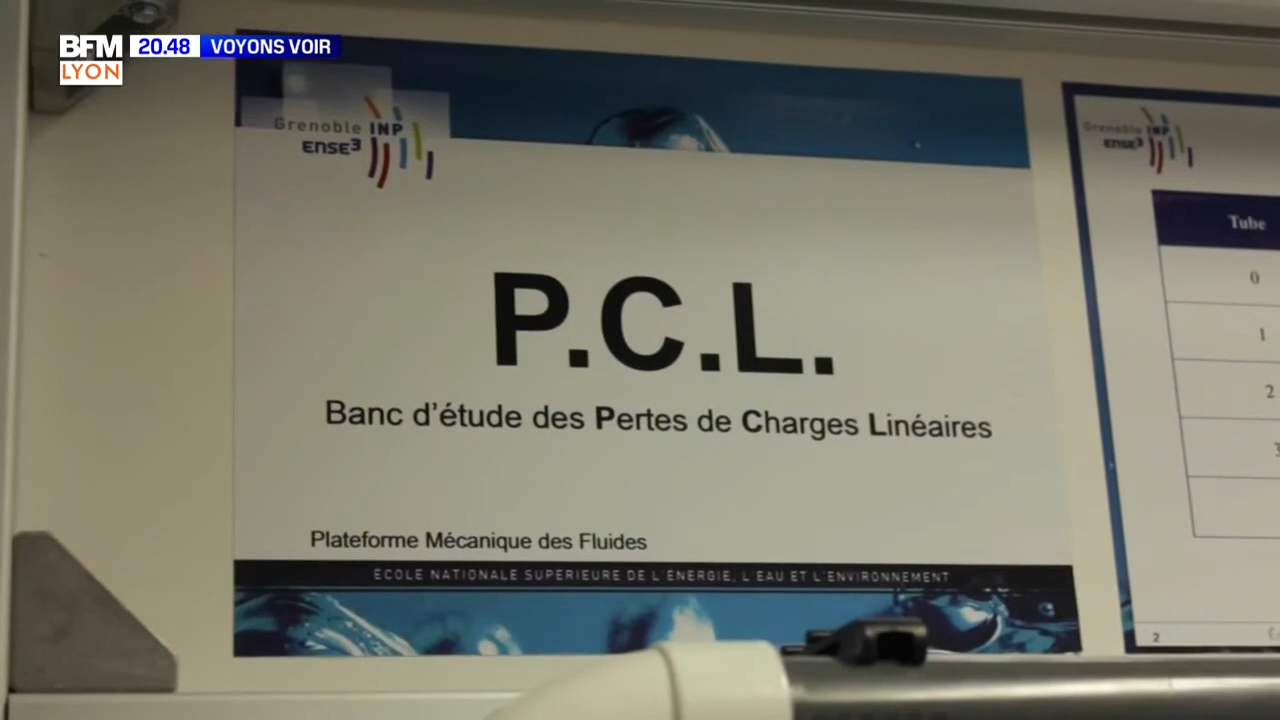 BFM 20.48 VOYONS VOIR
LYON
Grenoble INP
ENSE³
P.C.L.
Banc d'étude des Pertes de Charges Linéaires
Plateforme Mécanique des Fluides
ÉCOLE NATIONALE SUPÉRIEURE DE L'ÉNERGIE, L'EAU ET L'ENVIRONNEMENT
Grenoble INP
ENSE³
Tube
0
1
2
3
2